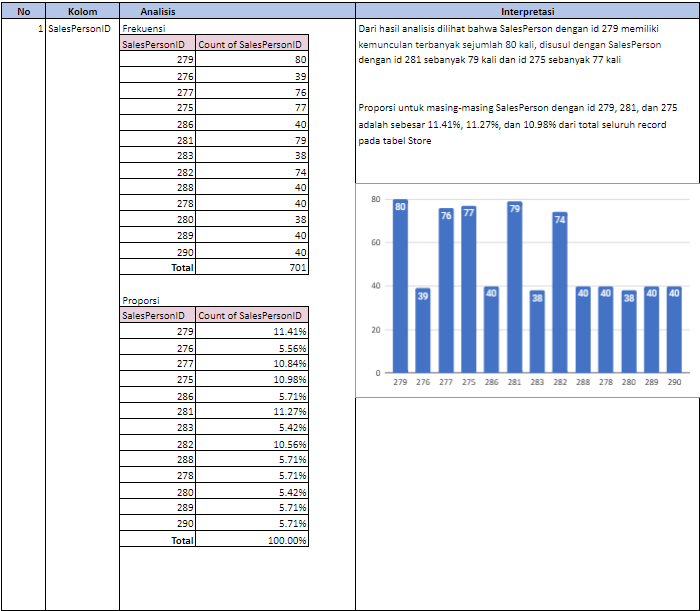 No Kolom Analisis Interpretasi
1 SalesPersonID Frekuensi
SalesPersonID Count of SalesPersonID
279 80
276 39
277 76
275 77
286 40
281 79
283 38
282 74
288 40
278 40
280 38
289 40
290 40
Total 701
Proporsi
SalesPersonID Count of SalesPersonID
279 11.41%
276 5.56%
277 10.84%
275 10.98%
286 5.71%
281 11.27%
283 5.42%
282 10.56%
288 5.71%
278 5.71%
280 5.42%
289 5.71%
290 5.71%
Total 100.00%
Dari hasil analisis dilihat bahwa SalesPerson dengan id 279 memiliki
kemunculan terbanyak sejumlah 80 kali, disusul dengan SalesPerson
dengan id 281 sebanyak 79 kali dan id 275 sebanyak 77 kali
Proporsi untuk masing-masing SalesPerson dengan id 279, 281, dan 275
adalah sebesar 11.41%, 11.27%, dan 10.98% dari total seluruh record
pada tabel Store
80
60
40
20
0
80 39 76 77 40 79 38 74 40 40 38 40 40
279 276 277 275 286 281 283 282 288 278 280 289 290